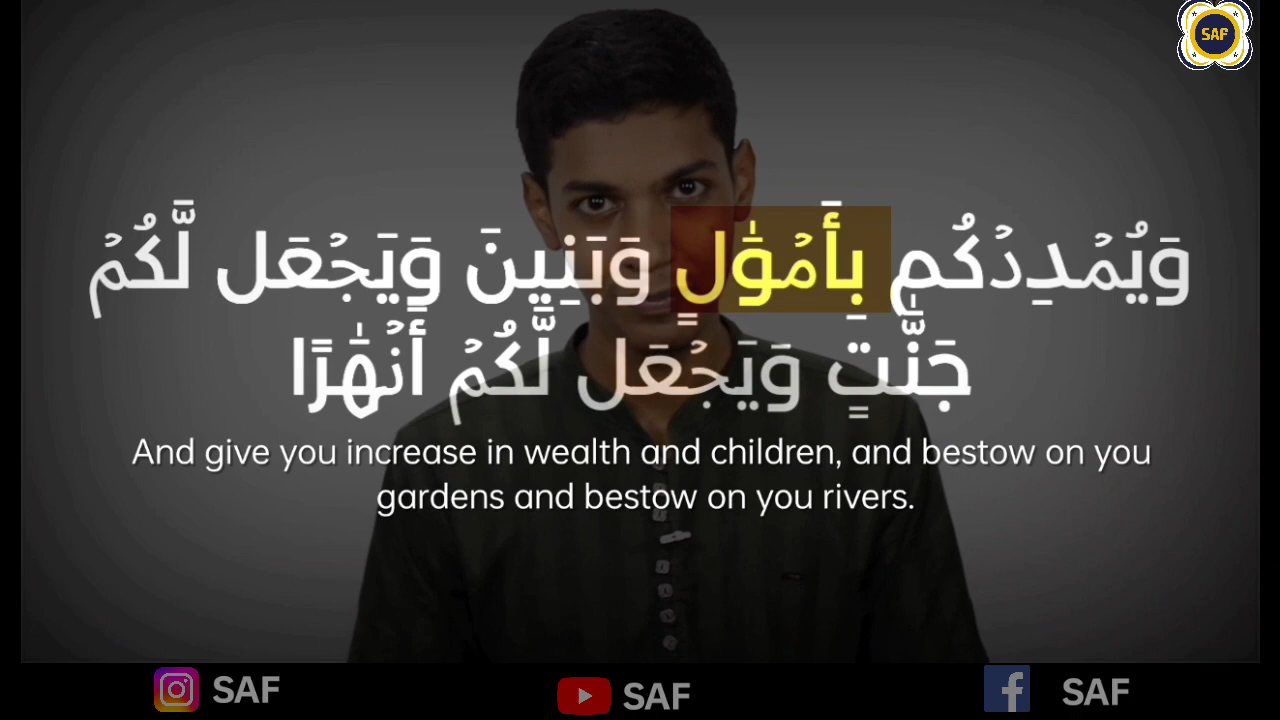 SAF
وَيُمْدِدْكُم بِأَمْوَٰلٍ وَبَنِينَ وَيَجْعَل لَّكُمْ
جَنَّٰتٍ وَيَجْعَل لَّكُمْ أَنْهَٰرًا
And give you increase in wealth and children, and bestow on you
gardens and bestow on you rivers.
SAF SAF SAF